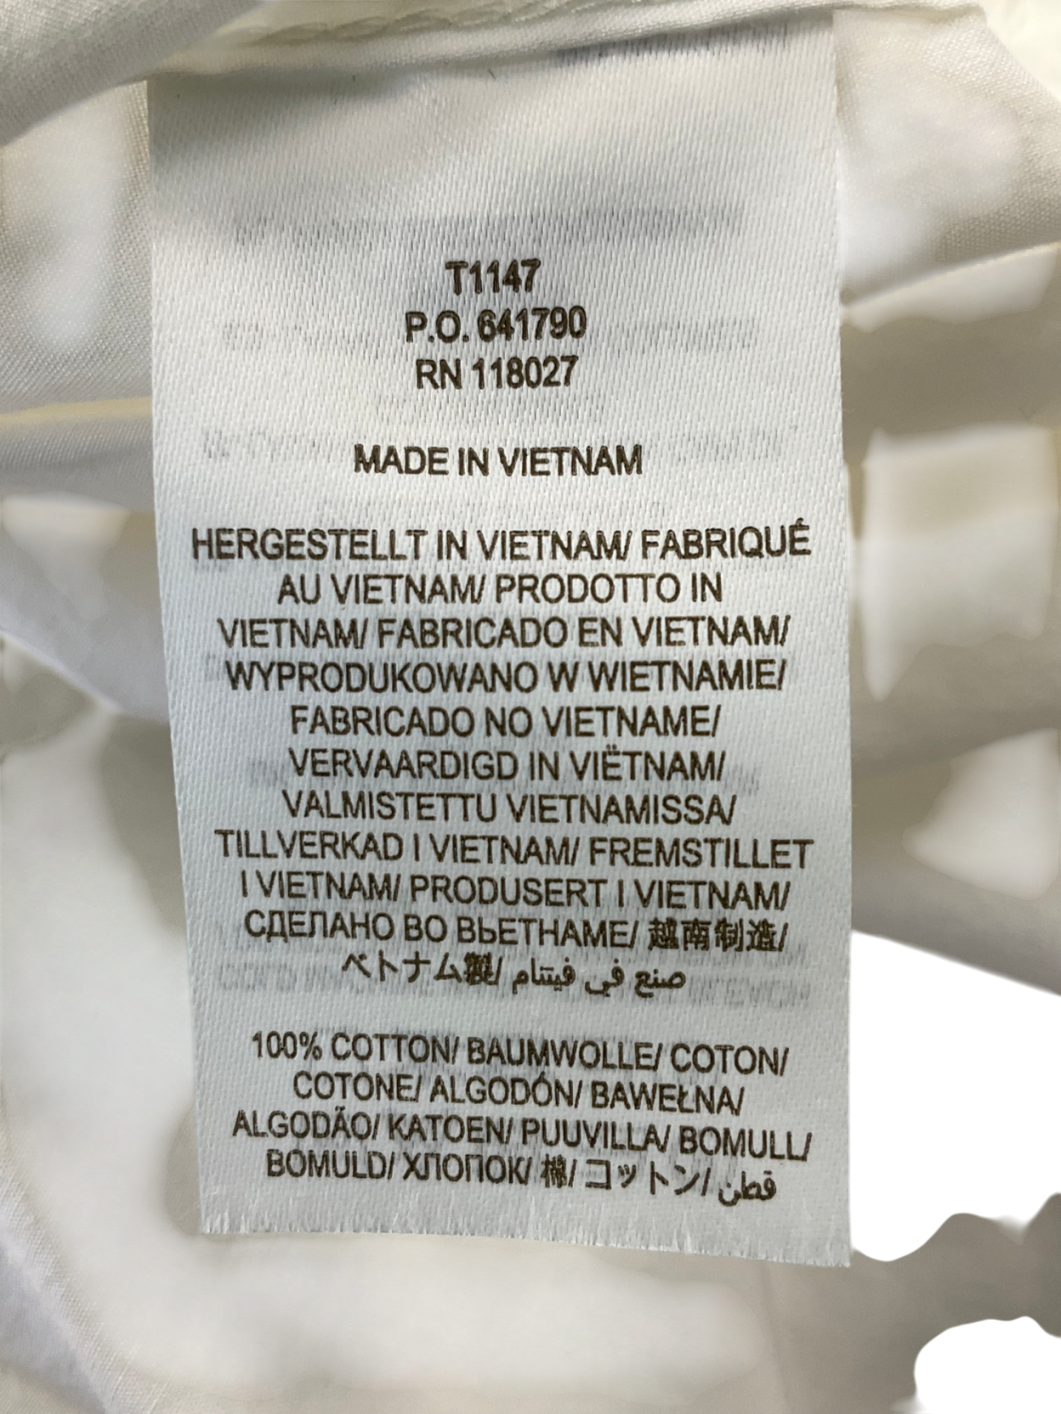 T1147
P.O. 641790
RN 118027
MADE IN VIETNAM
HERGESTELLT IN VIETNAM/ FABRIQUÉ
AU VIETNAM/ PRODOTTO IN
VIETNAM/ FABRICADO EN VIETNAM/
WYPRODUKOWANO W WIETNAMIE/
FABRICADO NO VIETNAME/
VERVAARDIGD IN VIËTNAM/
VALMISTETTU VIETNAMISSA/
TILLVERKAD I VIETNAM/ FREMSTILLET
I VIETNAM/ PRODUSERT I VIETNAM/
СДЕЛАНО ВО ВЬЕТНАМЕ/ 越南制造/
ベトナム製/ صنع في فيتنام
100% COTTON/ BAUMWOLLE/ COTON/
COTONE/ ALGODÓN/ BAWEŁNA/
ALGODÃO/ KATOEN/ PUUVILLA/ BOMULL/
BOMULD/ ХЛОПОК/ 棉/ コットン/ قطن